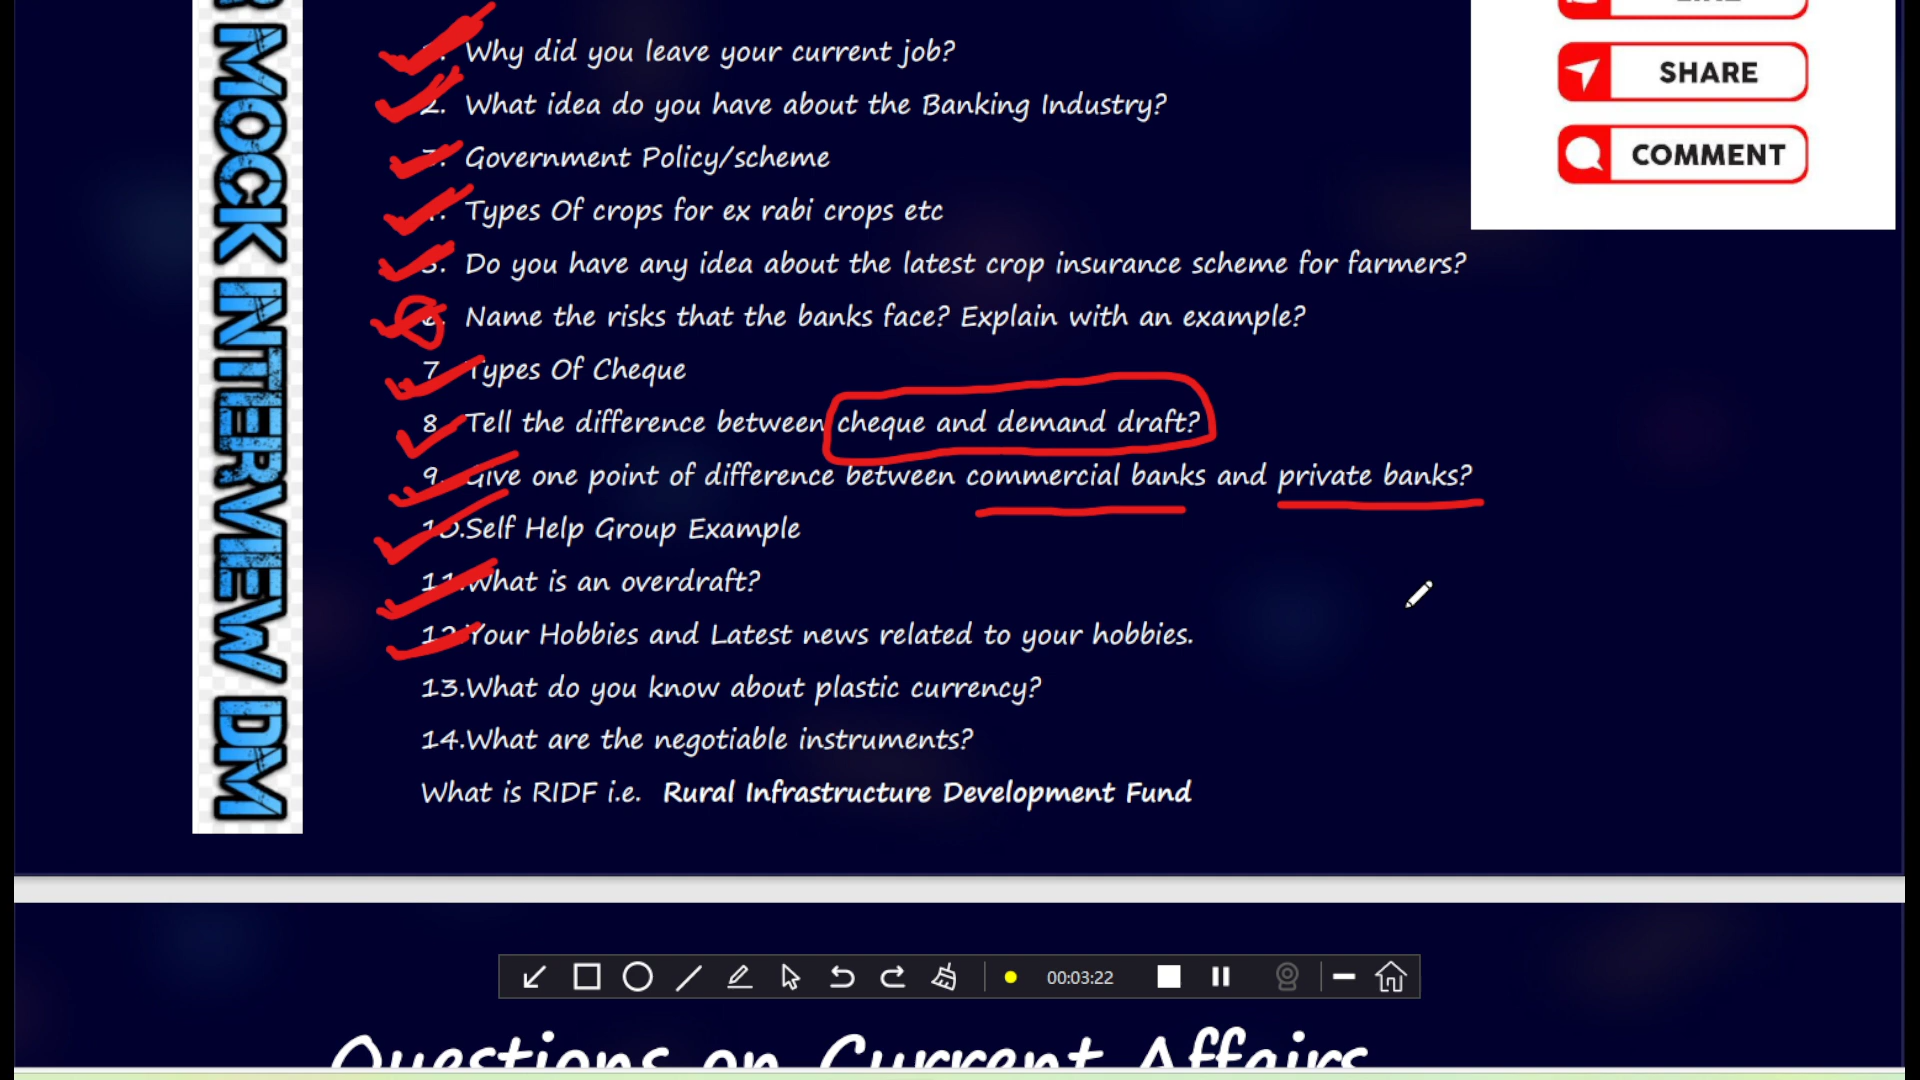 LIKE
SHARE
COMMENT
MOCK INTERVIEW DM
Why did you leave your current job?
2. What idea do you have about the Banking Industry?
Government Policy/scheme
Types Of crops for ex rabi crops etc
5. Do you have any idea about the latest crop insurance scheme for farmers?
Name the risks that the banks face? Explain with an example?
7. Types Of Cheque
8. Tell the difference between cheque and demand draft?
9. Give one point of difference between commercial banks and private banks?
10.Self Help Group Example
11.What is an overdraft?
12.Your Hobbies and Latest news related to your hobbies.
13.What do you know about plastic currency?
14.What are the negotiable instruments?
What is RIDF i.e. Rural Infrastructure Development Fund
00:03:22
Questions on Current Affairs